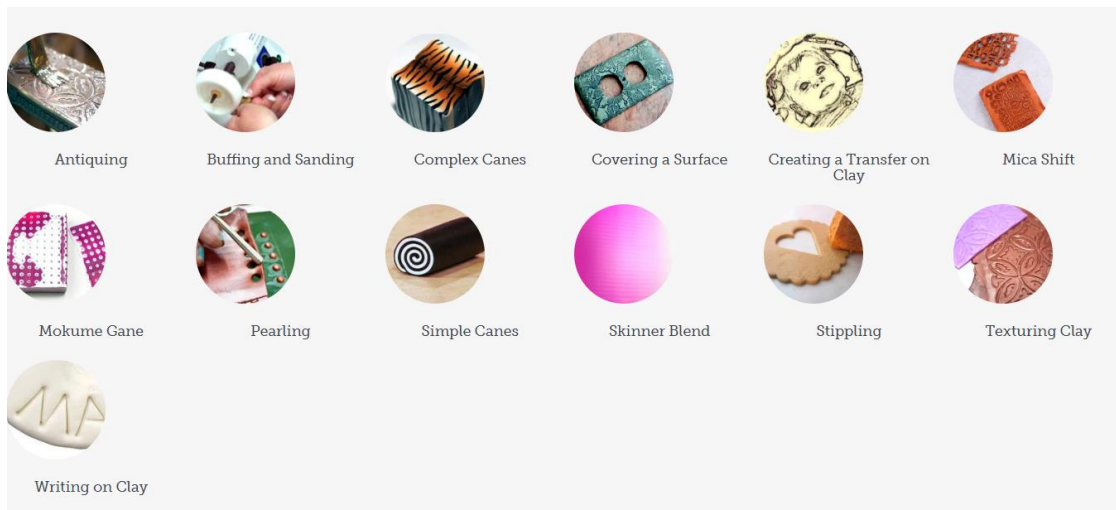 Antiquing
Buffing and Sanding
Complex Canes
Covering a Surface
Creating a Transfer on
Clay
Mica Shift
Mokume Gane
Pearling
Simple Canes
Skinner Blend
Stippling
Texturing Clay
MP
Writing on Clay